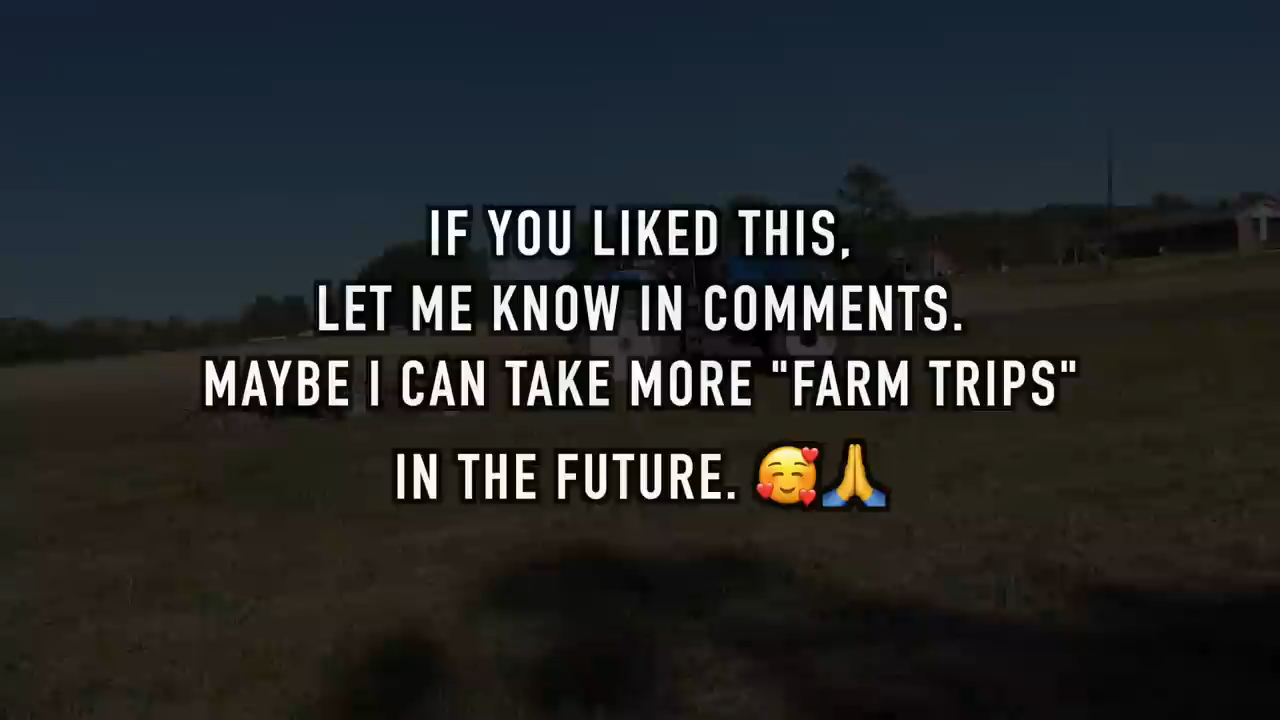 IF YOU LIKED THIS,
LET ME KNOW IN COMMENTS.
MAYBE I CAN TAKE MORE "FARM TRIPS"
IN THE FUTURE. 🥰🙏